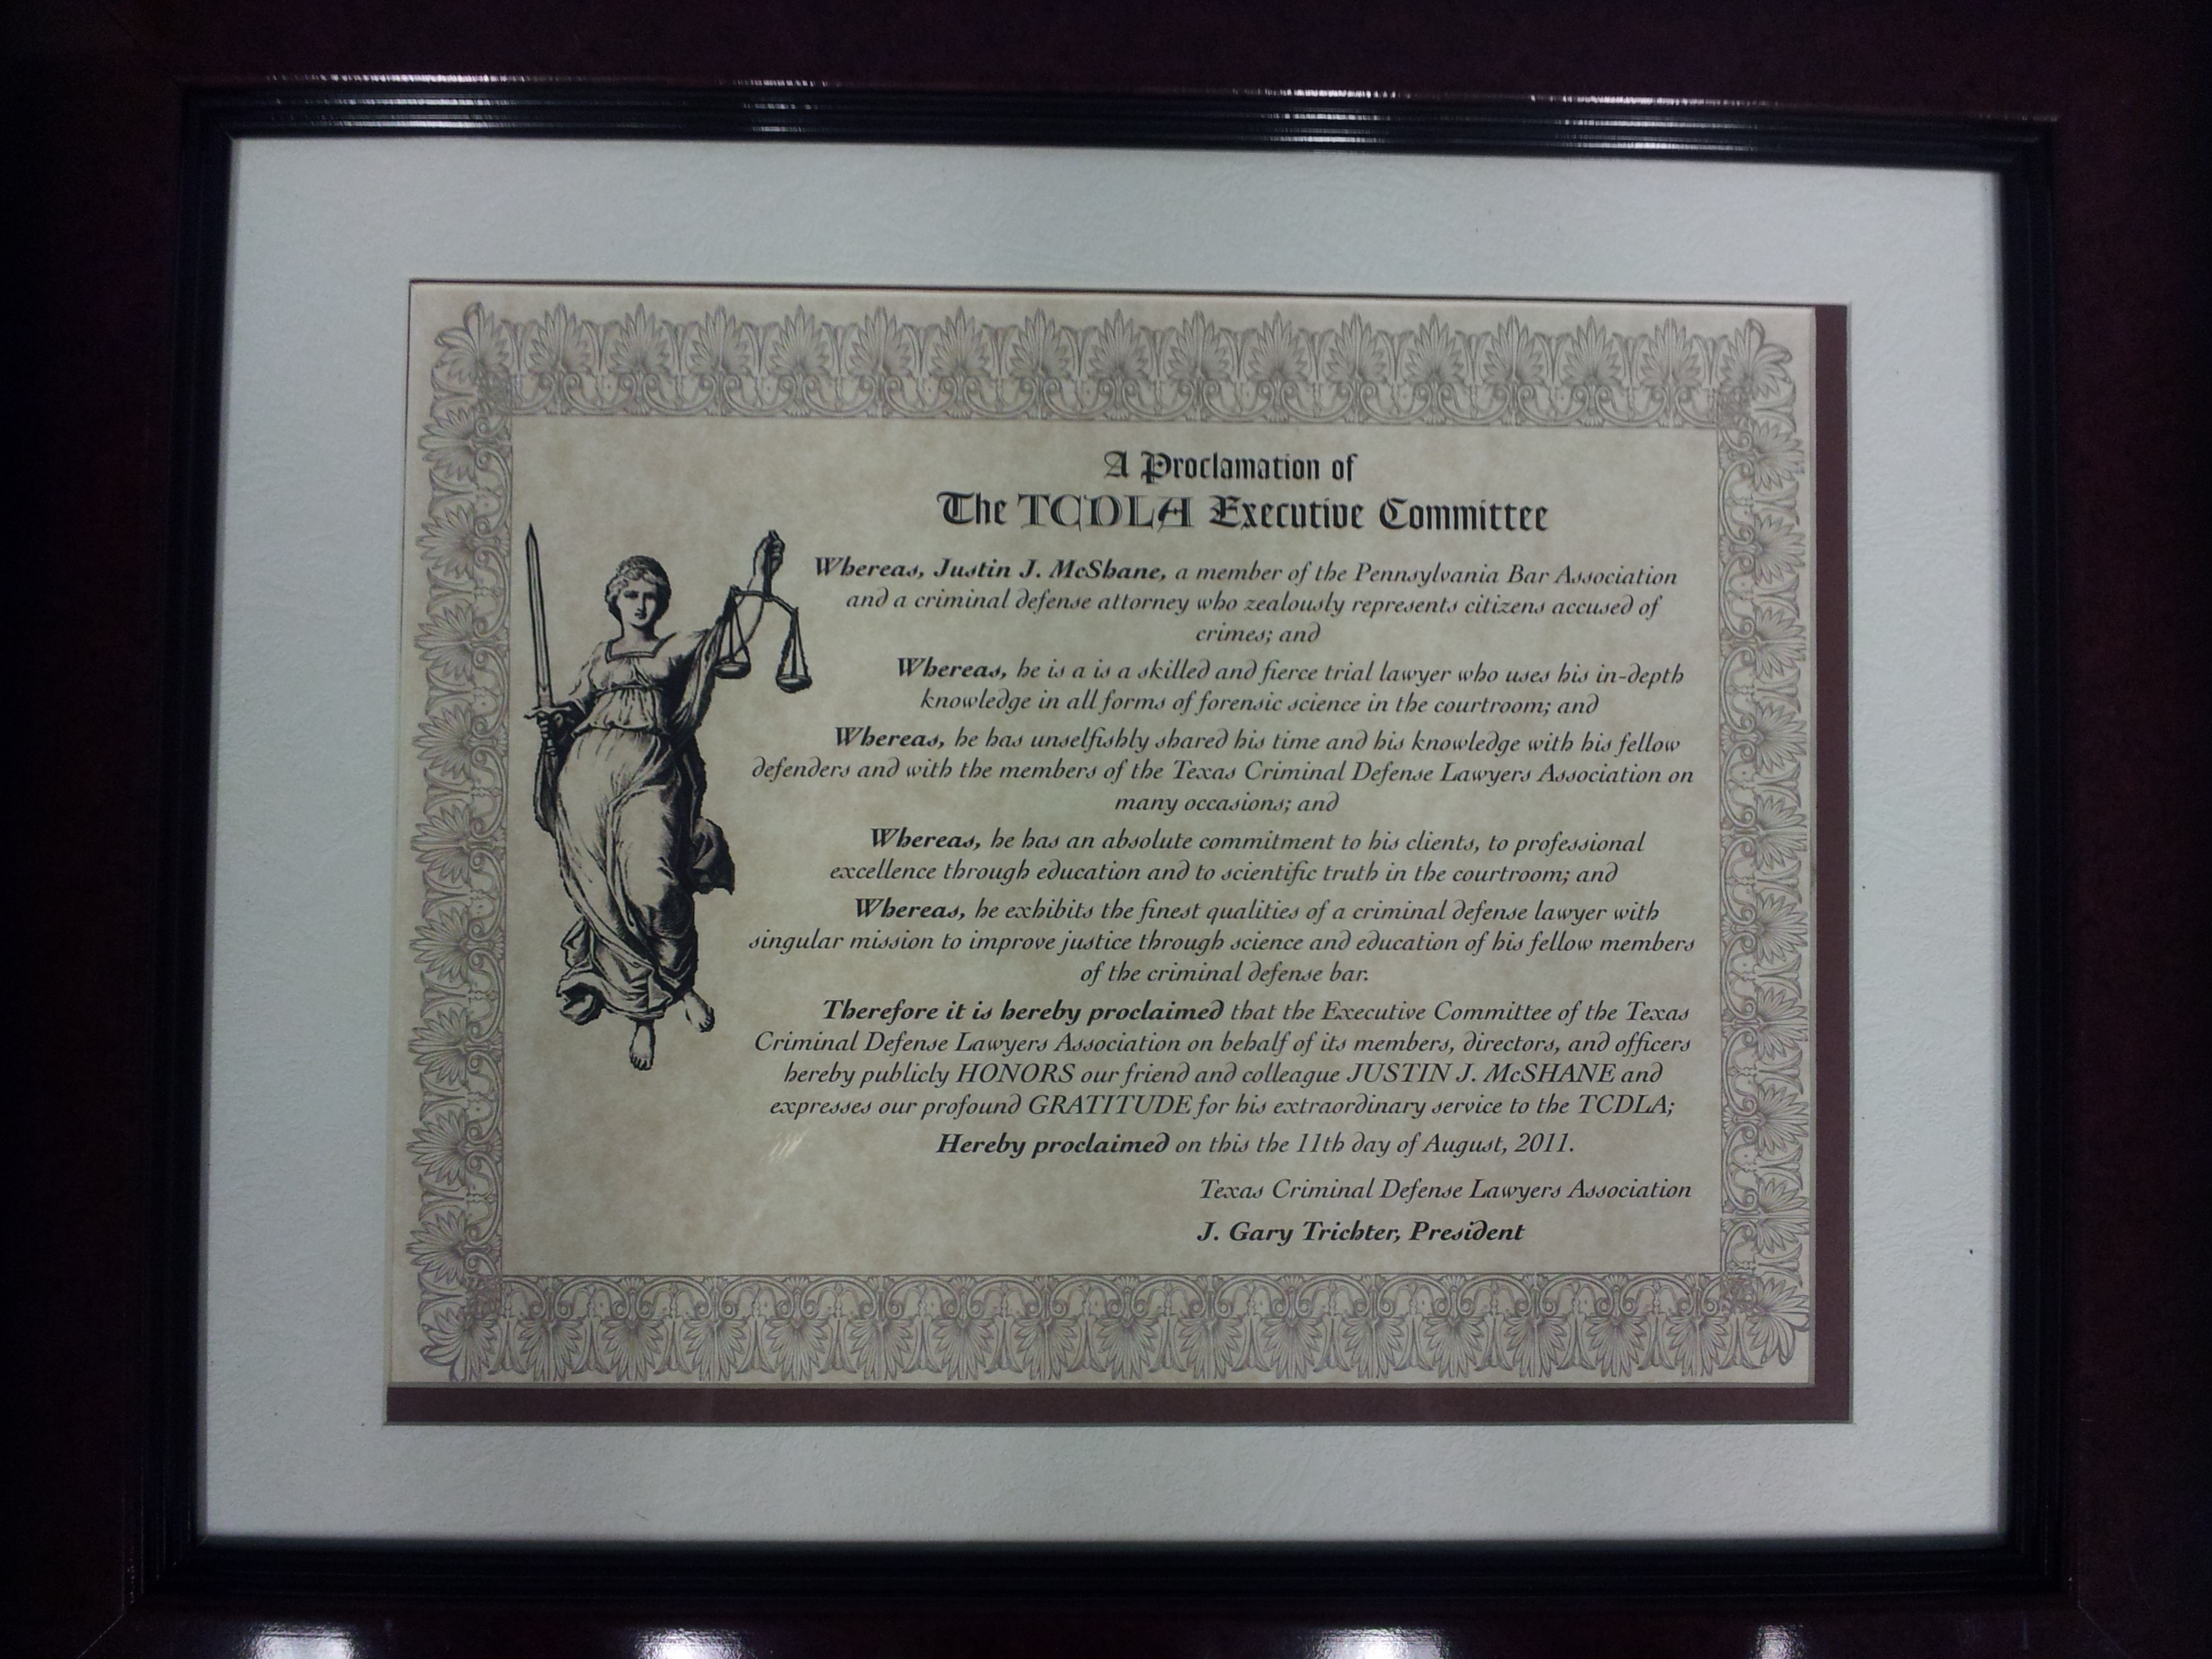 A Proclamation of
The TCDLA Executive Committee
Whereas, Justin J. McShane, a member of the Pennsylvania Bar Association
and a criminal defense attorney who zealously represents citizens accused of
crimes; and
Whereas, he is a is a skilled and fierce trial lawyer who uses his in-depth
knowledge in all forms of forensic science in the courtroom; and
Whereas, he has unselfishly shared his time and his knowledge with his fellow
defenders and with the members of the Texas Criminal Defense Lawyers Association on
many occasions; and
Whereas, he has an absolute commitment to his clients, to professional
excellence through education and to scientific truth in the courtroom; and
Whereas, he exhibits the finest qualities of a criminal defense lawyer with
singular mission to improve justice through science and education of his fellow members
of the criminal defense bar.
Therefore it is hereby proclaimed that the Executive Committee of the Texas
Criminal Defense Lawyers Association on behalf of its members, directors, and officers
hereby publicly HONORS our friend and colleague JUSTIN J. McSHANE and
expresses our profound GRATITUDE for his extraordinary service to the TCDLA;
Hereby proclaimed on this the 11th day of August, 2011.
Texas Criminal Defense Lawyers Association
J. Gary Trichter, President